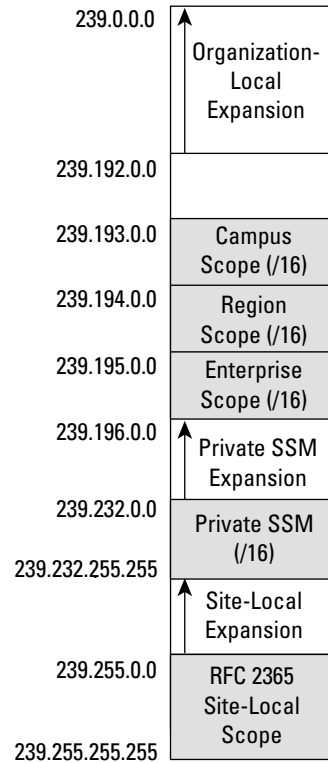 239.0.0.0
Organization-
Local
Expansion
239.192.0.0
239.193.0.0
Campus
Scope (/16)
239.194.0.0
Region
Scope (/16)
239.195.0.0
Enterprise
Scope (/16)
239.196.0.0
Private SSM
Expansion
239.232.0.0
Private SSM
(/16)
239.232.255.255
Site-Local
Expansion
239.255.0.0
RFC 2365
Site-Local
Scope
239.255.255.255